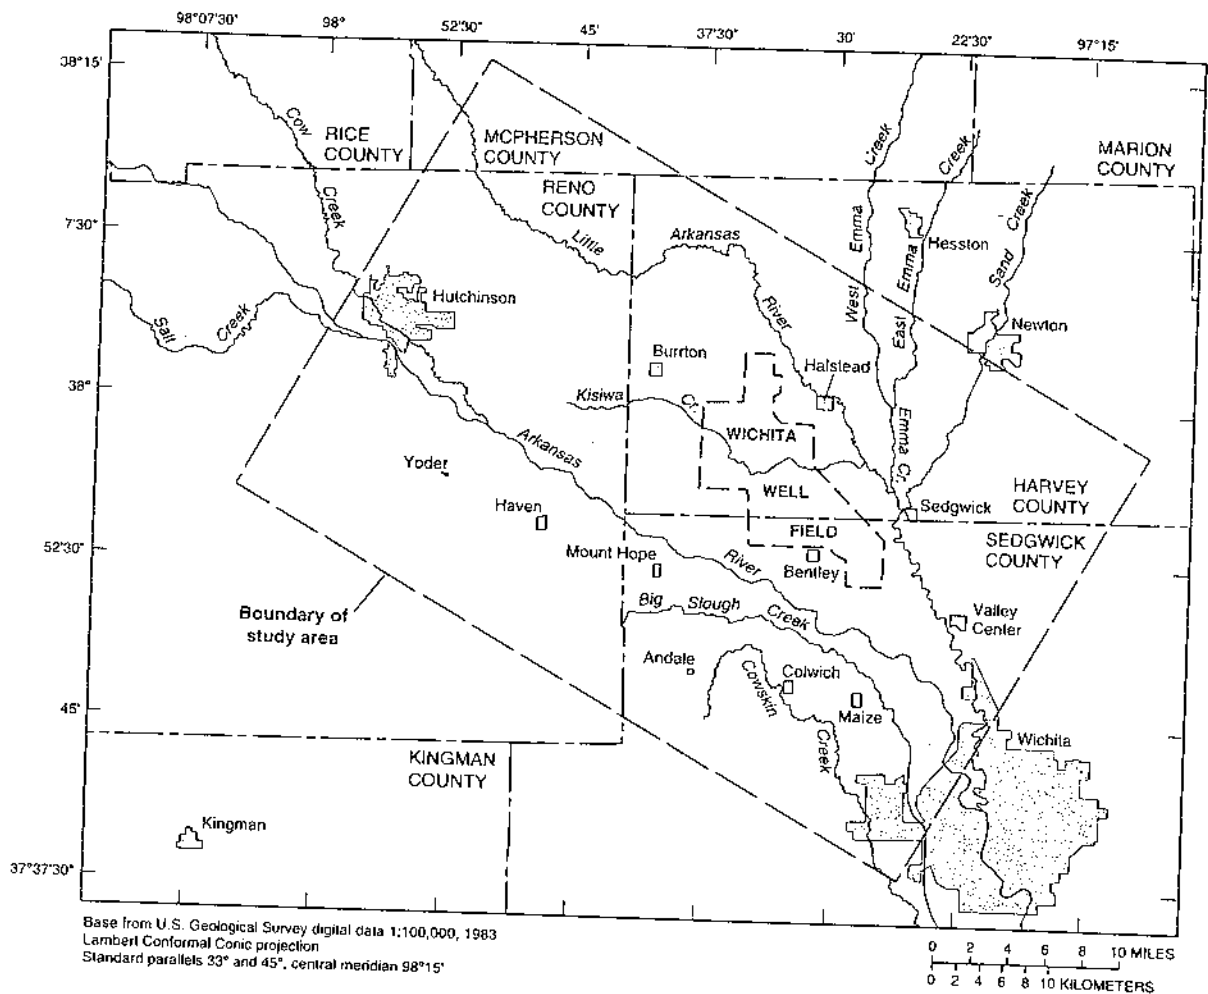 98°07'30"
98°
52'30"
45'
37'30"
30'
22'30"
97°15'
38°15'
7'30"
38°
52'30"
45'
37°37'30"
Cow
Creek
RICE
COUNTY
MCPHERSON
COUNTY
RENO
COUNTY
MARION
COUNTY
Little
Arkansas
River
West
Emma
Creek
East
Emma
Creek
Hesston
Sand
Creek
Salt
Creek
Hutchinson
Newton
Burrton
Halstead
Kisiwa
Cr.
WICHITA
WELL
FIELD
Emma Cr.
Arkansas
River
Yoder
Haven
Sedgwick
HARVEY
COUNTY
SEDGWICK
COUNTY
Mount Hope
Bentley
Big
Slough
Creek
Boundary of
study area
Valley
Center
Andale
Cowskin
Creek
Colwich
Maize
Wichita
KINGMAN
COUNTY
Kingman
Base from U.S. Geological Survey digital data 1:100,000, 1983
Lambert Conformal Conic projection
Standard parallels 33° and 45°, central meridian 98°15'
0 2 4 6 8 10 MILES
0 2 4 6 8 10 KILOMETERS